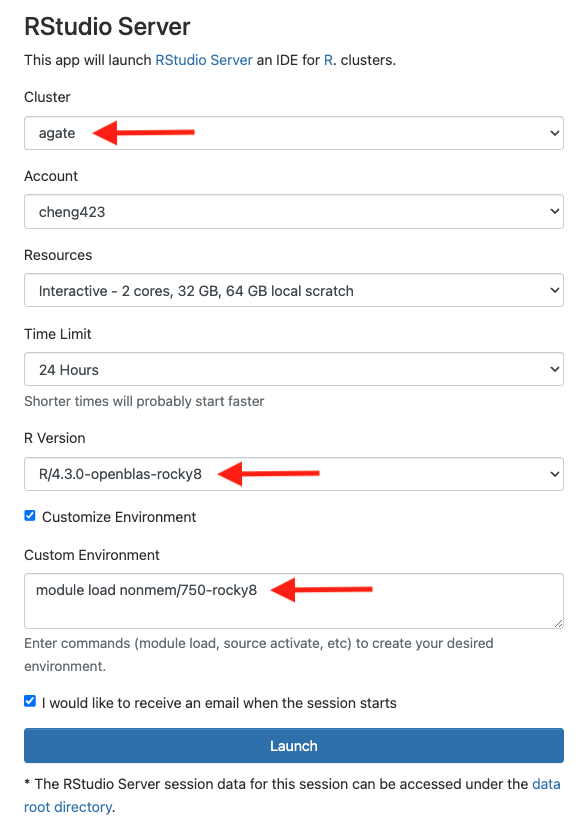 RStudio Server
This app will launch RStudio Server an IDE for R. clusters.
Cluster
agate
Account
cheng423
Resources
Interactive - 2 cores, 32 GB, 64 GB local scratch
Time Limit
24 Hours
Shorter times will probably start faster
R Version
R/4.3.0-openblas-rocky8
Customize Environment
Custom Environment
module load nonmem/750-rocky8
Enter commands (module load, source activate, etc) to create your desired
environment.
I would like to receive an email when the session starts
Launch
* The RStudio Server session data for this session can be accessed under the data
root directory.